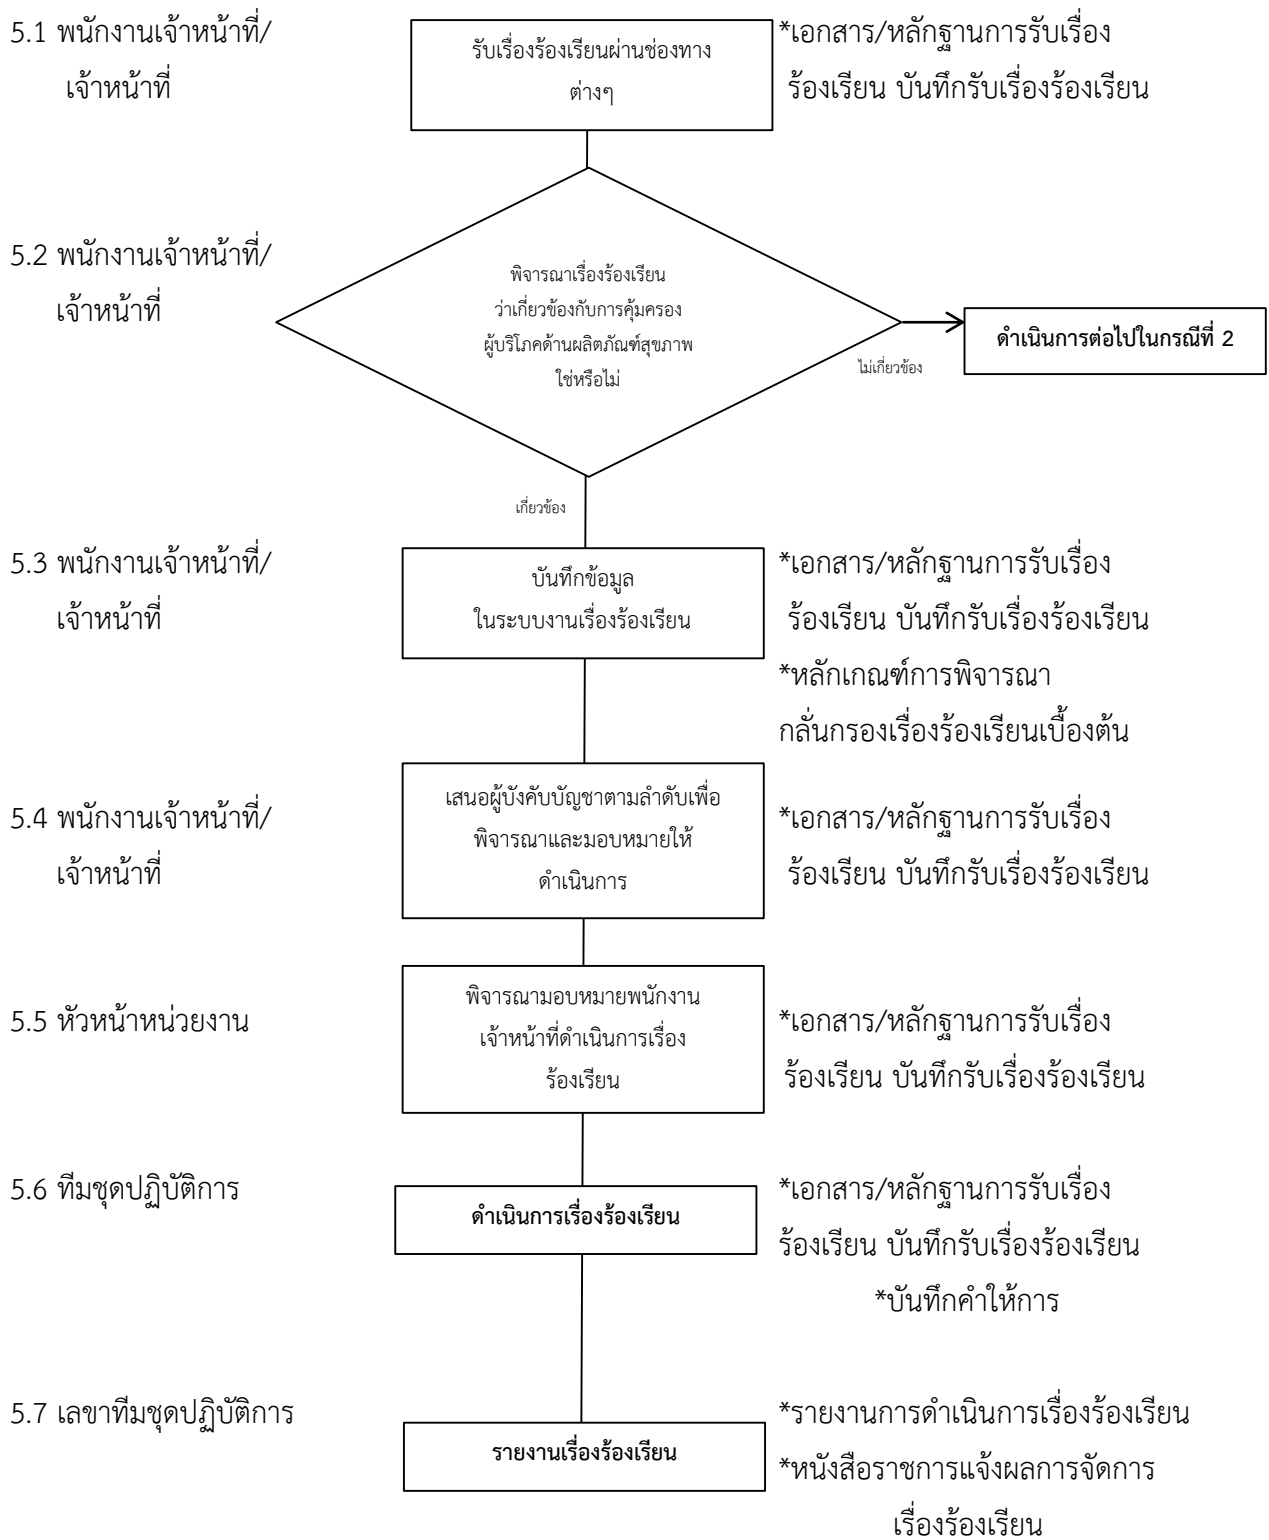 5.1 พนักงานเจ้าหน้าที่/
เจ้าหน้าที่
รับเรื่องร้องเรียนผ่านช่องทาง
ต่างๆ
*เอกสาร/หลักฐานการรับเรื่อง
ร้องเรียน บันทึกรับเรื่องร้องเรียน
5.2 พนักงานเจ้าหน้าที่/
เจ้าหน้าที่
พิจารณาเรื่องร้องเรียน
ว่าเกี่ยวข้องกับการคุ้มครอง
ผู้บริโภคด้านผลิตภัณฑ์สุขภาพ
ใช่หรือไม่
ไม่เกี่ยวข้อง
ดำเนินการต่อไปในกรณีที่ 2
เกี่ยวข้อง
5.3 พนักงานเจ้าหน้าที่/
เจ้าหน้าที่
บันทึกข้อมูล
ในระบบงานเรื่องร้องเรียน
*เอกสาร/หลักฐานการรับเรื่อง
ร้องเรียน บันทึกรับเรื่องร้องเรียน
*หลักเกณฑ์การพิจารณา
กลั่นกรองเรื่องร้องเรียนเบื้องต้น
5.4 พนักงานเจ้าหน้าที่/
เจ้าหน้าที่
เสนอผู้บังคับบัญชาตามลำดับเพื่อ
พิจารณาและมอบหมายให้
ดำเนินการ
*เอกสาร/หลักฐานการรับเรื่อง
ร้องเรียน บันทึกรับเรื่องร้องเรียน
5.5 หัวหน้าหน่วยงาน
พิจารณามอบหมายพนักงาน
เจ้าหน้าที่ดำเนินการเรื่อง
ร้องเรียน
*เอกสาร/หลักฐานการรับเรื่อง
ร้องเรียน บันทึกรับเรื่องร้องเรียน
5.6 ทีมชุดปฏิบัติการ
ดำเนินการเรื่องร้องเรียน
*เอกสาร/หลักฐานการรับเรื่อง
ร้องเรียน บันทึกรับเรื่องร้องเรียน
*บันทึกคำให้การ
5.7 เลขาทีมชุดปฏิบัติการ
รายงานเรื่องร้องเรียน
*รายงานการดำเนินการเรื่องร้องเรียน
*หนังสือราชการแจ้งผลการจัดการ
เรื่องร้องเรียน